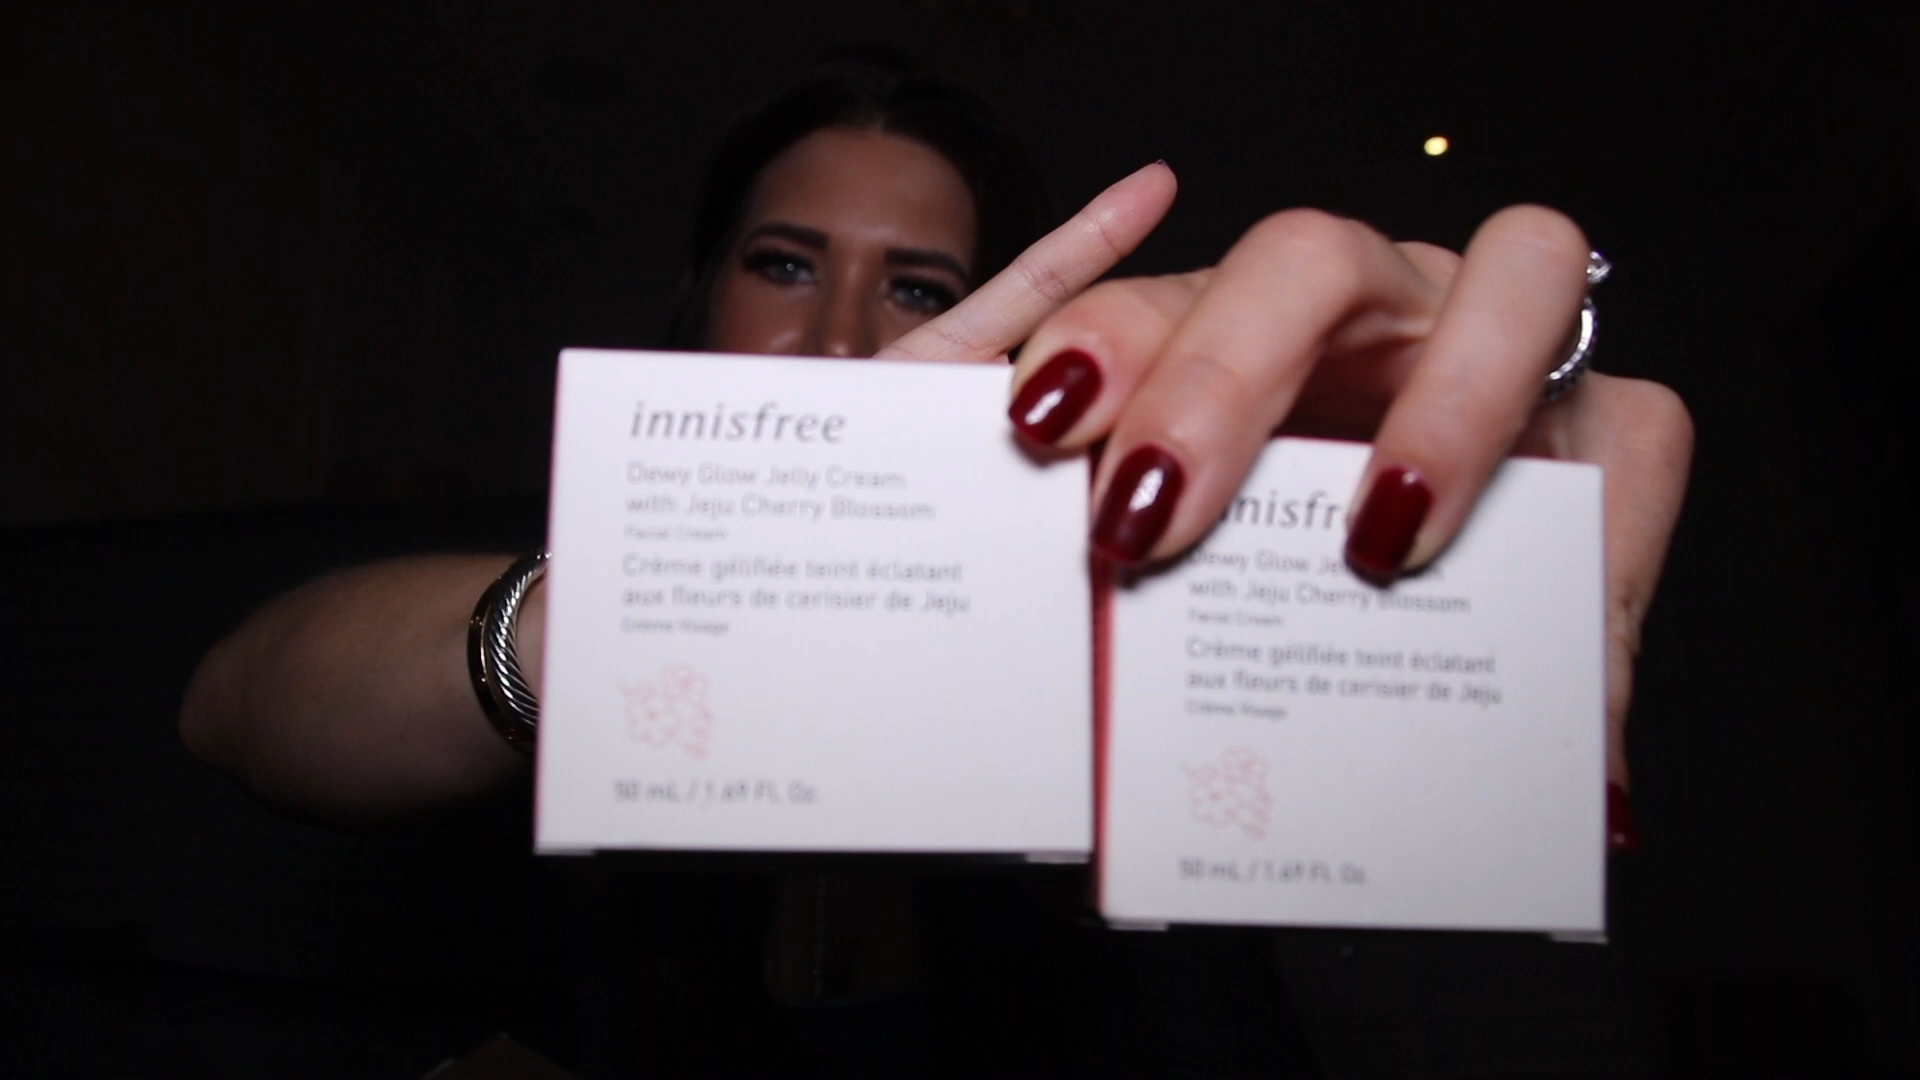 innisfree
Dewy Glow Jelly Cream
with Jeju Cherry Blossom
Facial Cream
Crème gélifiée teint éclatant
aux fleurs de cerisier de Jeju
Crème Visage
50 mL / 1.69 FL. Oz.
nnisfr
Dewy Glow
with Jeju Cherry Blossom
Facial Cream
Crème gélifiée teint éclatant
aux fleurs de cerisier de Jeju
Crème Visage
50 mL / 1.69 FL. Oz.